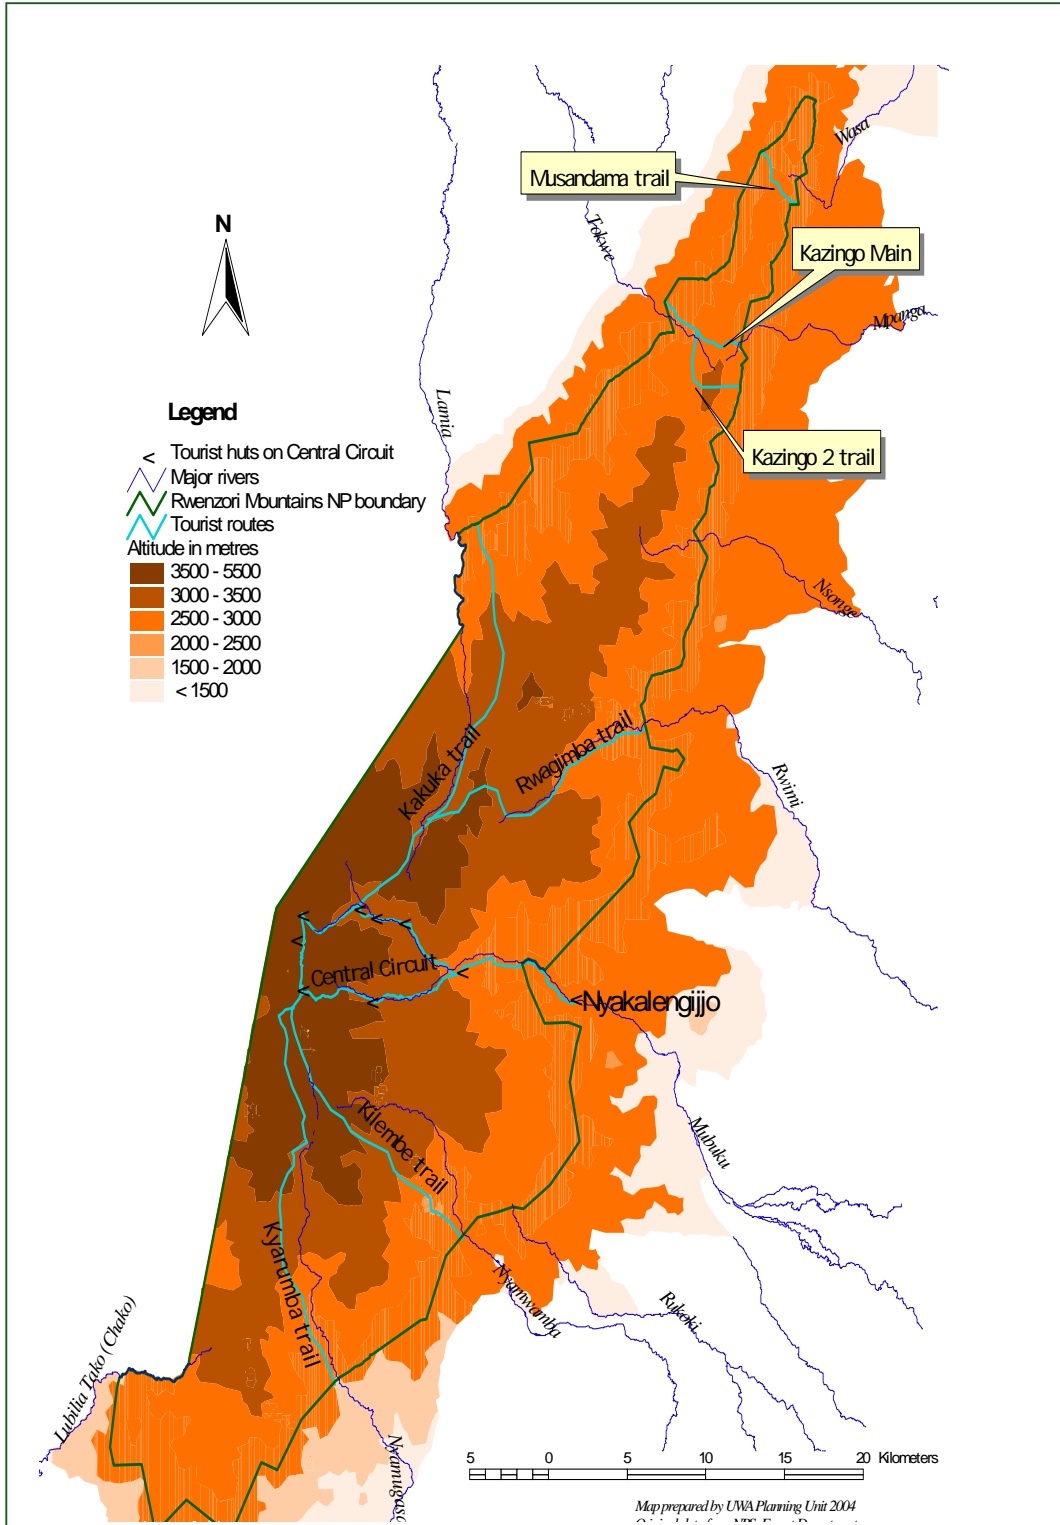 Wasa
Musandama trail
Tokwe
N
Kazingo Main
Mpanga
Lamia
Legend
< Tourist huts on Central Circuit
Major rivers
Rwenzori Mountains NP boundary
Tourist routes
Altitude in metres
3500 - 5500
3000 - 3500
2500 - 3000
2000 - 2500
1500 - 2000
< 1500
Kazingo 2 trail
Nsonge
Kakuka trail
Rwagimba trail
Rwimi
Central Circuit
<Nyakalengijjo
Mubuku
Kilembe trail
Kyarumba trail
Nyamwamba
Rukoki
Lubilia Tako (Chako)
Nyamugasa
5 0 5 10 15 20 Kilometers
Map prepared by UWA Planning Unit 2004